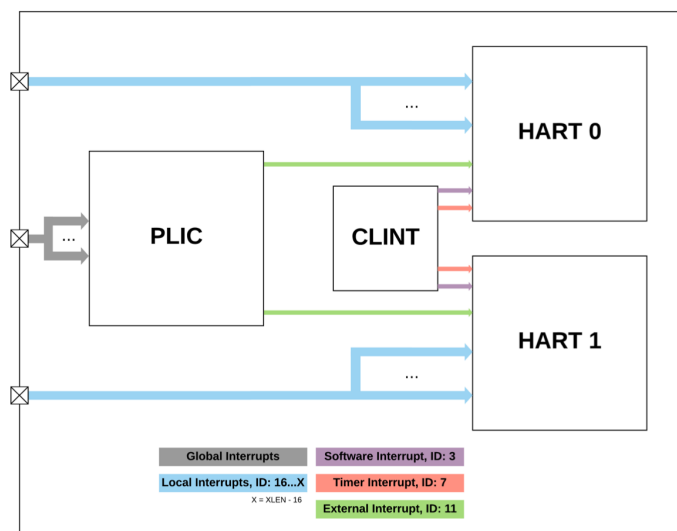 ...
HART 0
PLIC
CLINT
...
HART 1
...
Global Interrupts
Software Interrupt, ID: 3
Local Interrupts, ID: 16...X
Timer Interrupt, ID: 7
X = XLEN - 16
External Interrupt, ID: 11